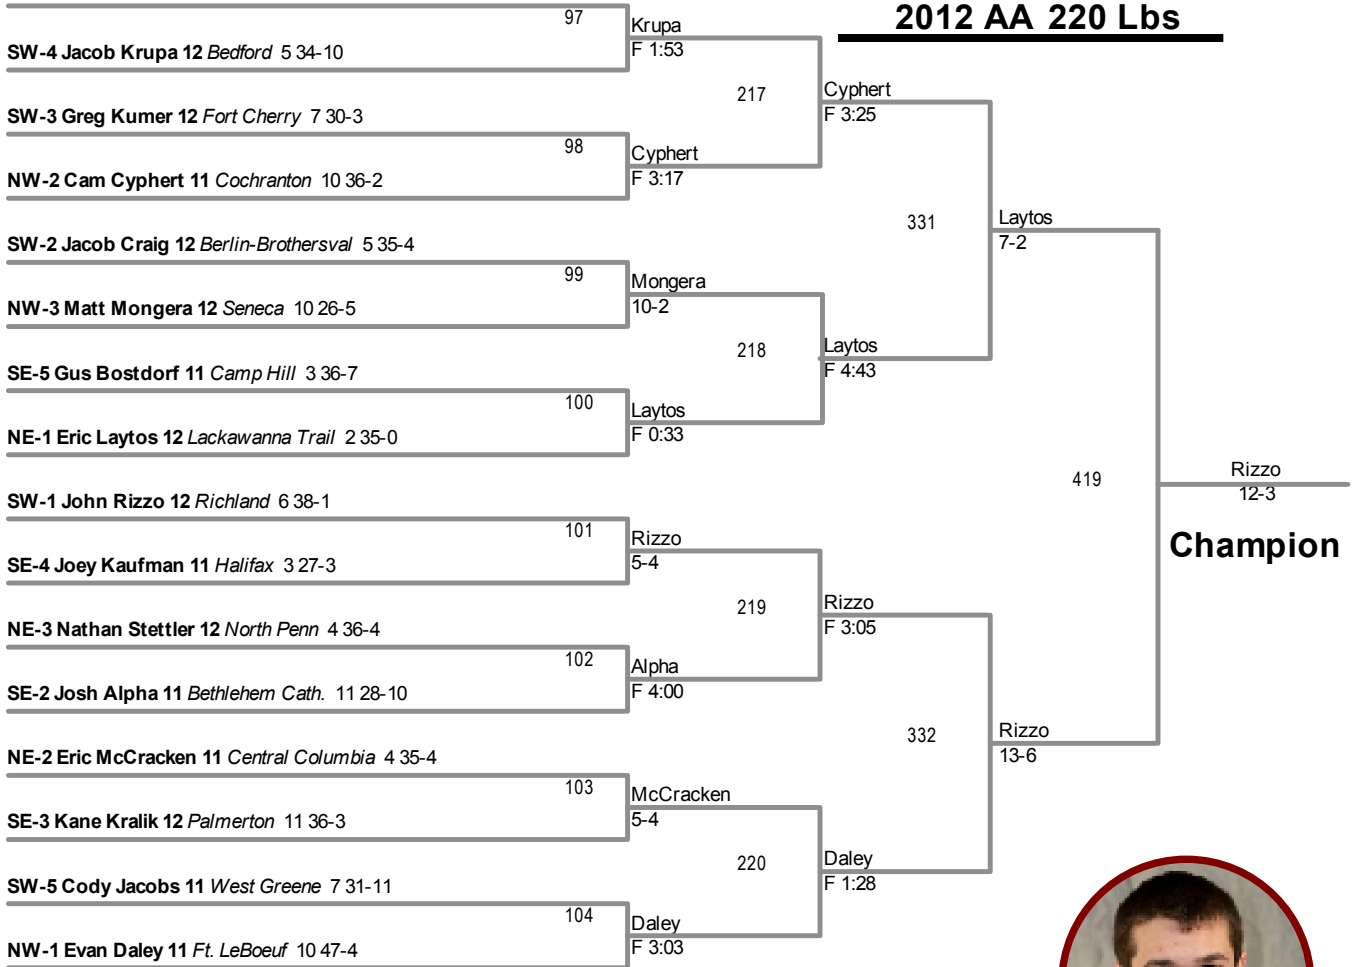 2012 AA 220 Lbs
97
Krupa
F 1:53
SW-4 Jacob Krupa 12 Bedford 5 34-10
217
Cyphert
F 3:25
SW-3 Greg Kumer 12 Fort Cherry 7 30-3
98
Cyphert
F 3:17
NW-2 Cam Cyphert 11 Cochranton 10 36-2
331
Laytos
7-2
SW-2 Jacob Craig 12 Berlin-Brothersval 5 35-4
99
Mongera
10-2
NW-3 Matt Mongera 12 Seneca 10 26-5
218
Laytos
F 4:43
SE-5 Gus Bostdorf 11 Camp Hill 3 36-7
100
Laytos
F 0:33
NE-1 Eric Laytos 12 Lackawanna Trail 2 35-0
419
Rizzo
12-3
Champion
SW-1 John Rizzo 12 Richland 6 38-1
101
Rizzo
5-4
SE-4 Joey Kaufman 11 Halifax 3 27-3
219
Rizzo
F 3:05
NE-3 Nathan Stettler 12 North Penn 4 36-4
102
Alpha
F 4:00
SE-2 Josh Alpha 11 Bethlehem Cath. 11 28-10
332
Rizzo
13-6
NE-2 Eric McCracken 11 Central Columbia 4 35-4
103
McCracken
5-4
SE-3 Kane Kralik 12 Palmerton 11 36-3
220
Daley
F 1:28
SW-5 Cody Jacobs 11 West Greene 7 31-11
104
Daley
F 3:03
NW-1 Evan Daley 11 Ft. LeBoeuf 10 47-4